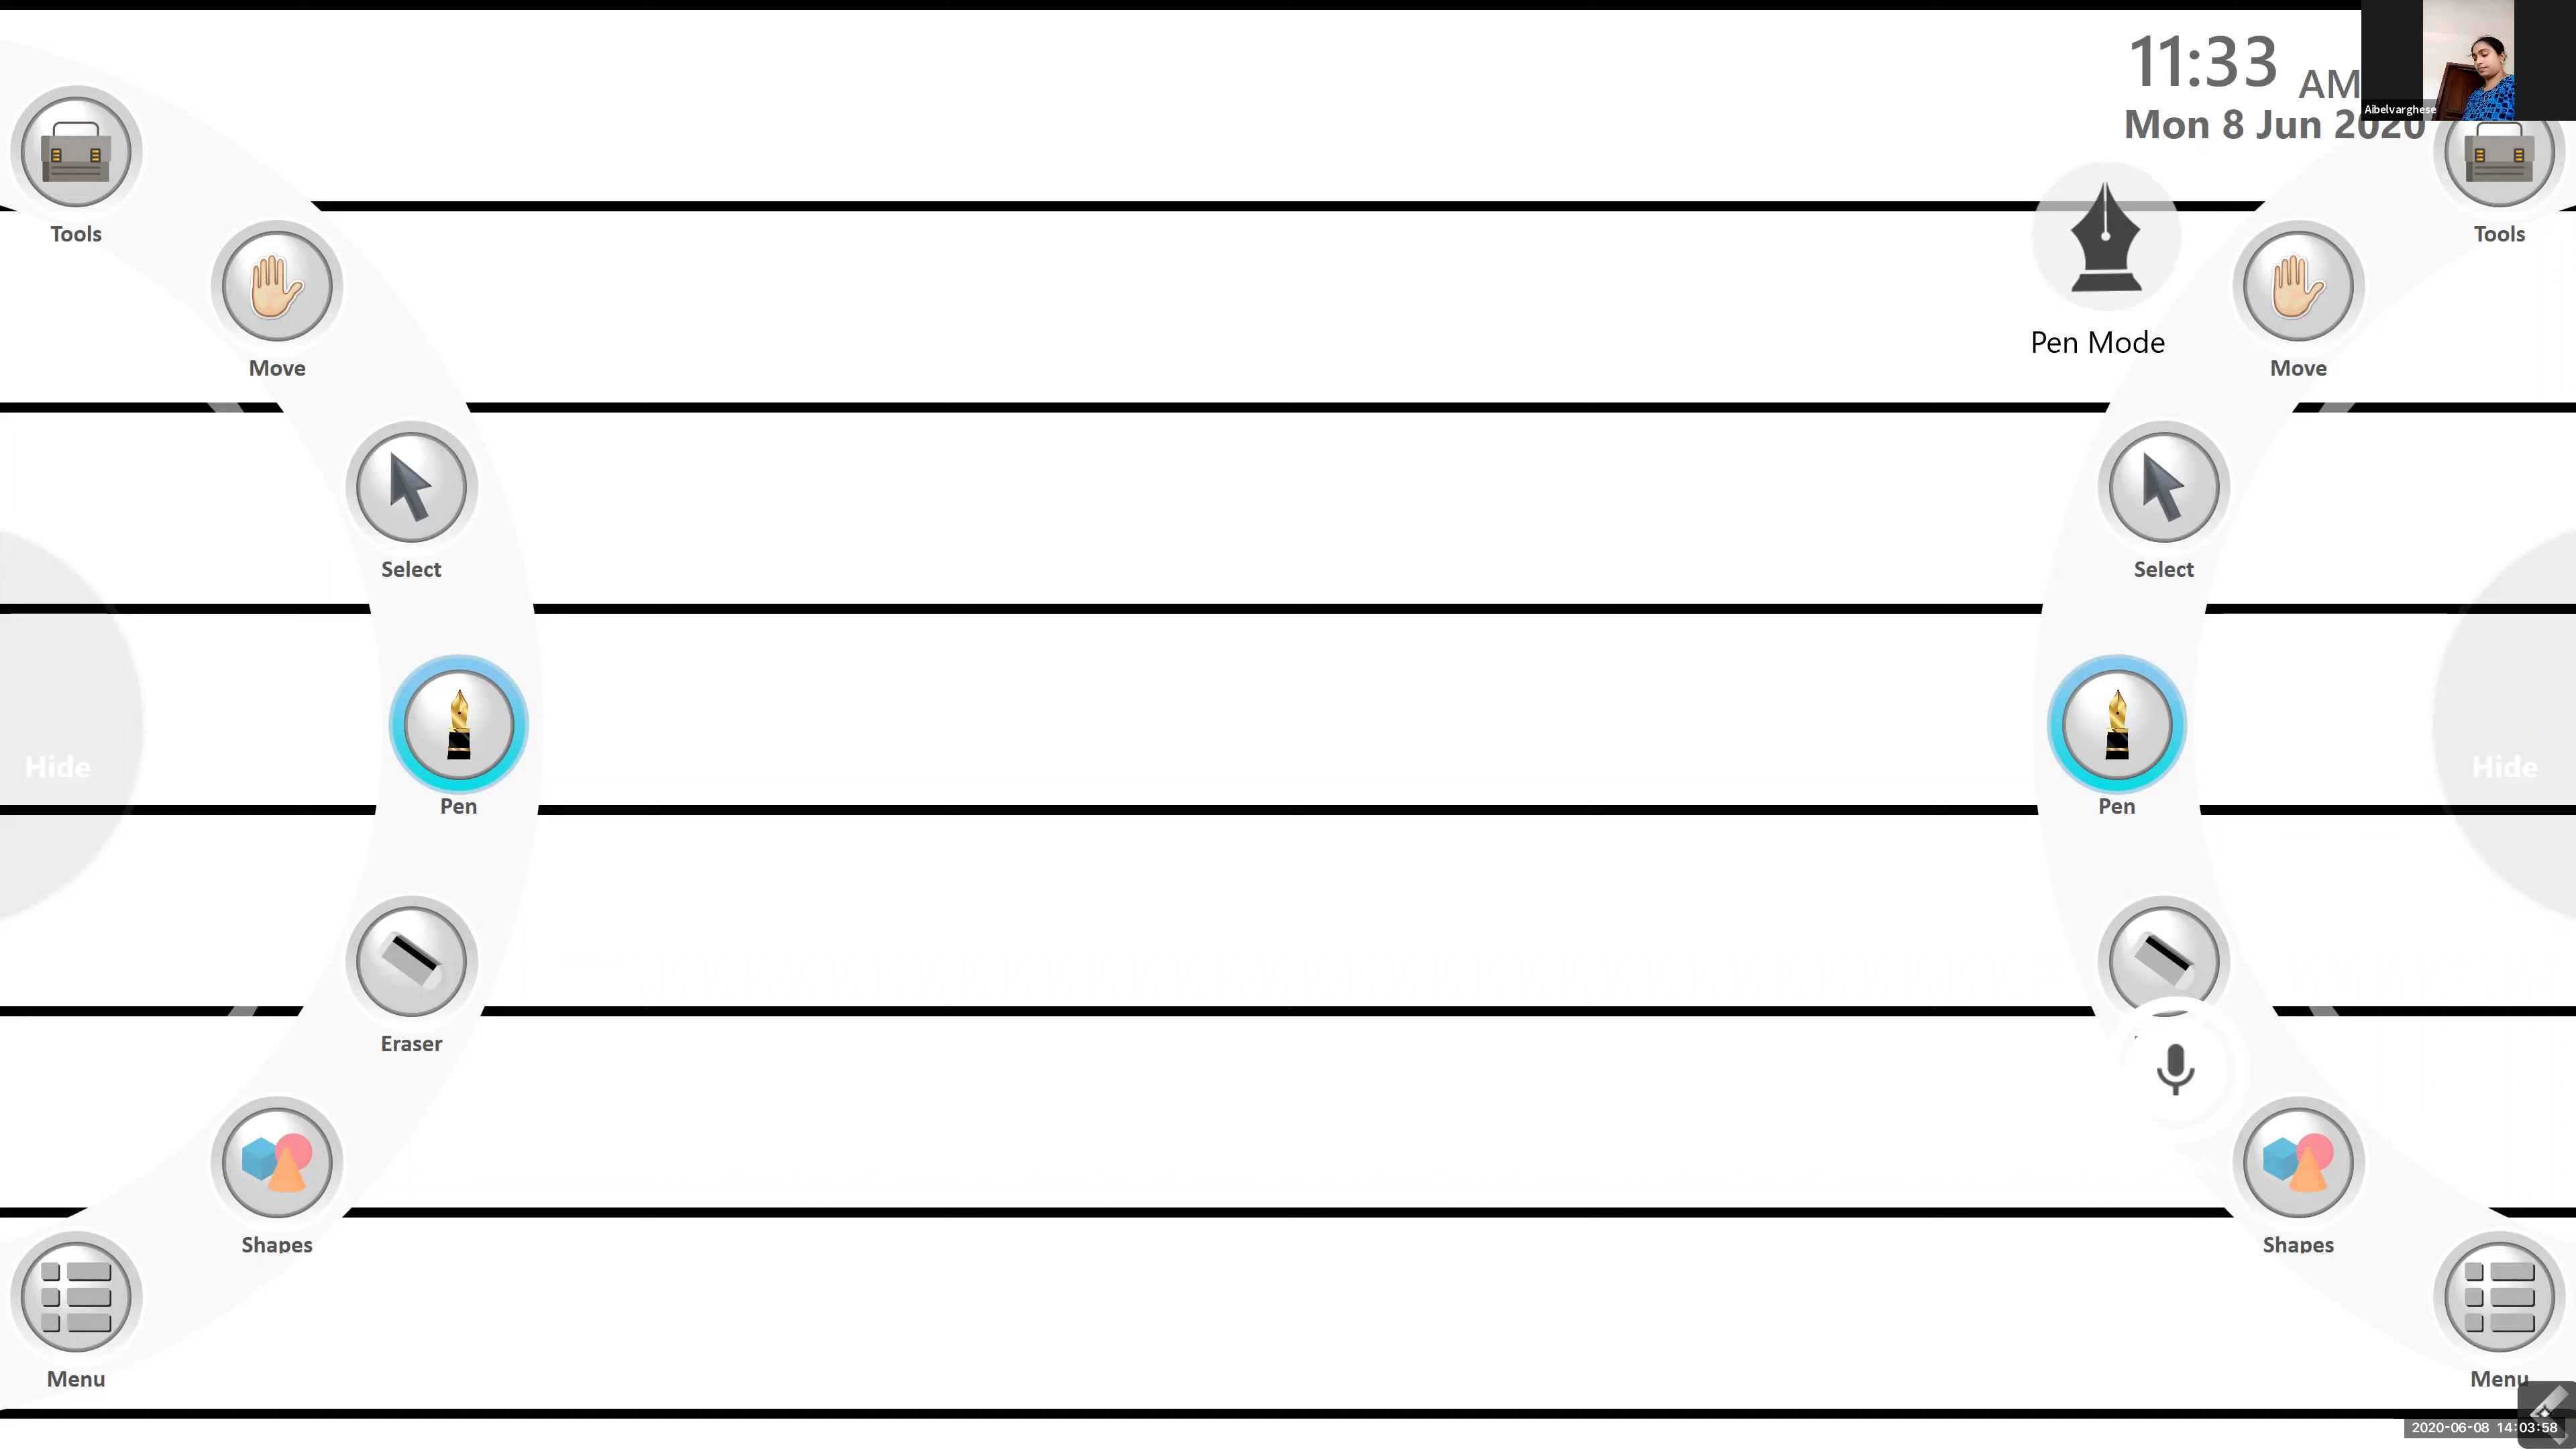 11:33 AM
Mon 8 Jun 2020
Aibelvarghese
Tools
Tools
Pen Mode
Move
Move
Select
Select
Hide
Hide
Pen
Pen
Eraser
Shapes
Shapes
Menu
Menu
2020-06-08 14:03:58